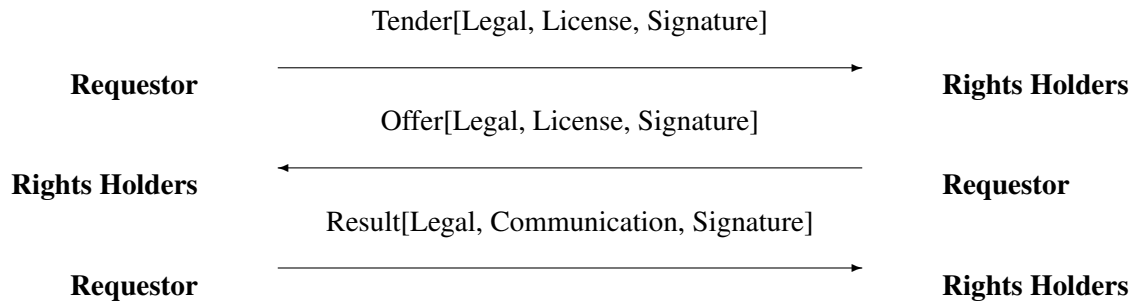 Tender[Legal, License, Signature]
Requestor Rights Holders
Offer[Legal, License, Signature]
Rights Holders Requestor
Result[Legal, Communication, Signature]
Requestor Rights Holders